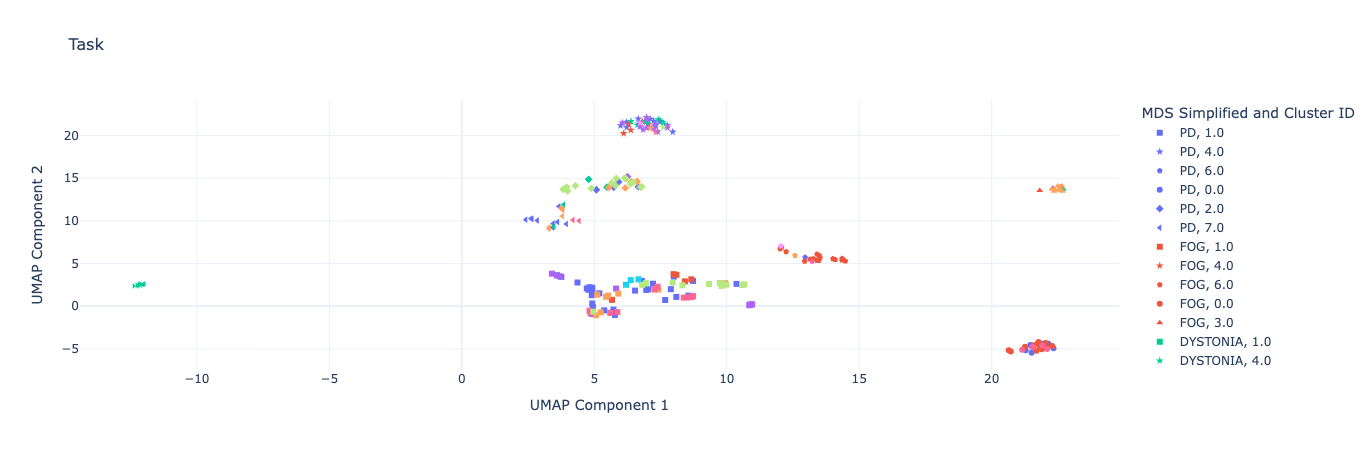 Task
MDS Simplified and Cluster ID
PD, 1.0
PD, 4.0
PD, 6.0
PD, 0.0
PD, 2.0
PD, 7.0
FOG, 1.0
FOG, 4.0
FOG, 6.0
FOG, 0.0
FOG, 3.0
DYSTONIA, 1.0
DYSTONIA, 4.0
UMAP Component 2
20
15
10
5
0
−5
−10
−5
0
5
10
15
20
UMAP Component 1